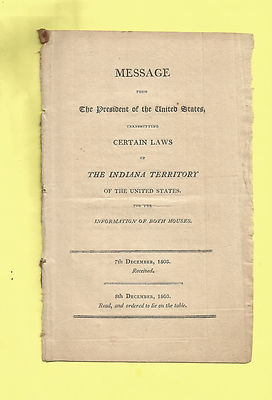 MESSAGE
FROM
The President of the United States,
TRANSMITTING
CERTAIN LAWS
OF
THE INDIANA TERRITORY
OF THE UNITED STATES,
FOR THE
INFORMATION OF BOTH HOUSES.
7th DECEMBER,
Received.
8th DECEMBER,
Read, and ordered to lie on the table.